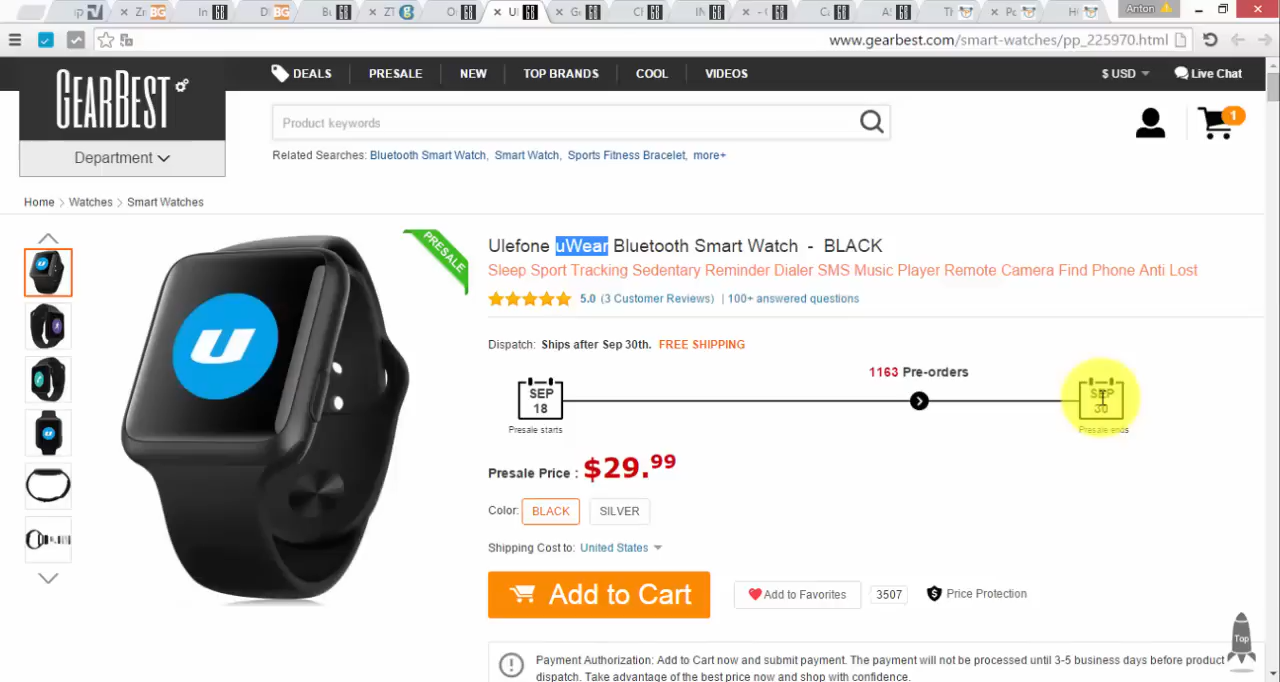 Anton
www.gearbest.com/smart-watches/pp_225970.html
GEARBEST
DEALS PRESALE NEW TOP BRANDS COOL VIDEOS $ USD Live Chat
Product keywords
1
Department
Related Searches: Bluetooth Smart Watch, Smart Watch, Sports Fitness Bracelet, more+
Home > Watches > Smart Watches
PRESALE
Ulefone uWear Bluetooth Smart Watch - BLACK
Sleep Sport Tracking Sedentary Reminder Dialer SMS Music Player Remote Camera Find Phone Anti Lost
5.0 (3 Customer Reviews) | 100+ answered questions
Dispatch: Ships after Sep 30th. FREE SHIPPING
1163 Pre-orders
SEP 18
SEP 30
Presale starts
Presale ends
Presale Price : $29.99
Color: BLACK SILVER
Shipping Cost to: United States
Add to Cart Add to Favorites 3507 Price Protection
Top
Payment Authorization: Add to Cart now and submit payment. The payment will not be processed until 3-5 business days before product
dispatch. Take advantage of the best price now and shop with confidence.